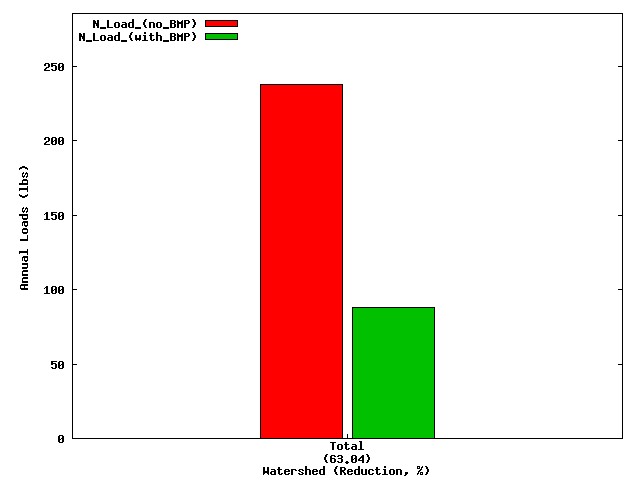 N_Load_(no_BMP)
N_Load_(with_BMP)
250
200
150
100
50
0
Annual Loads (lbs)
Total
(63.04)
Watershed (Reduction, %)